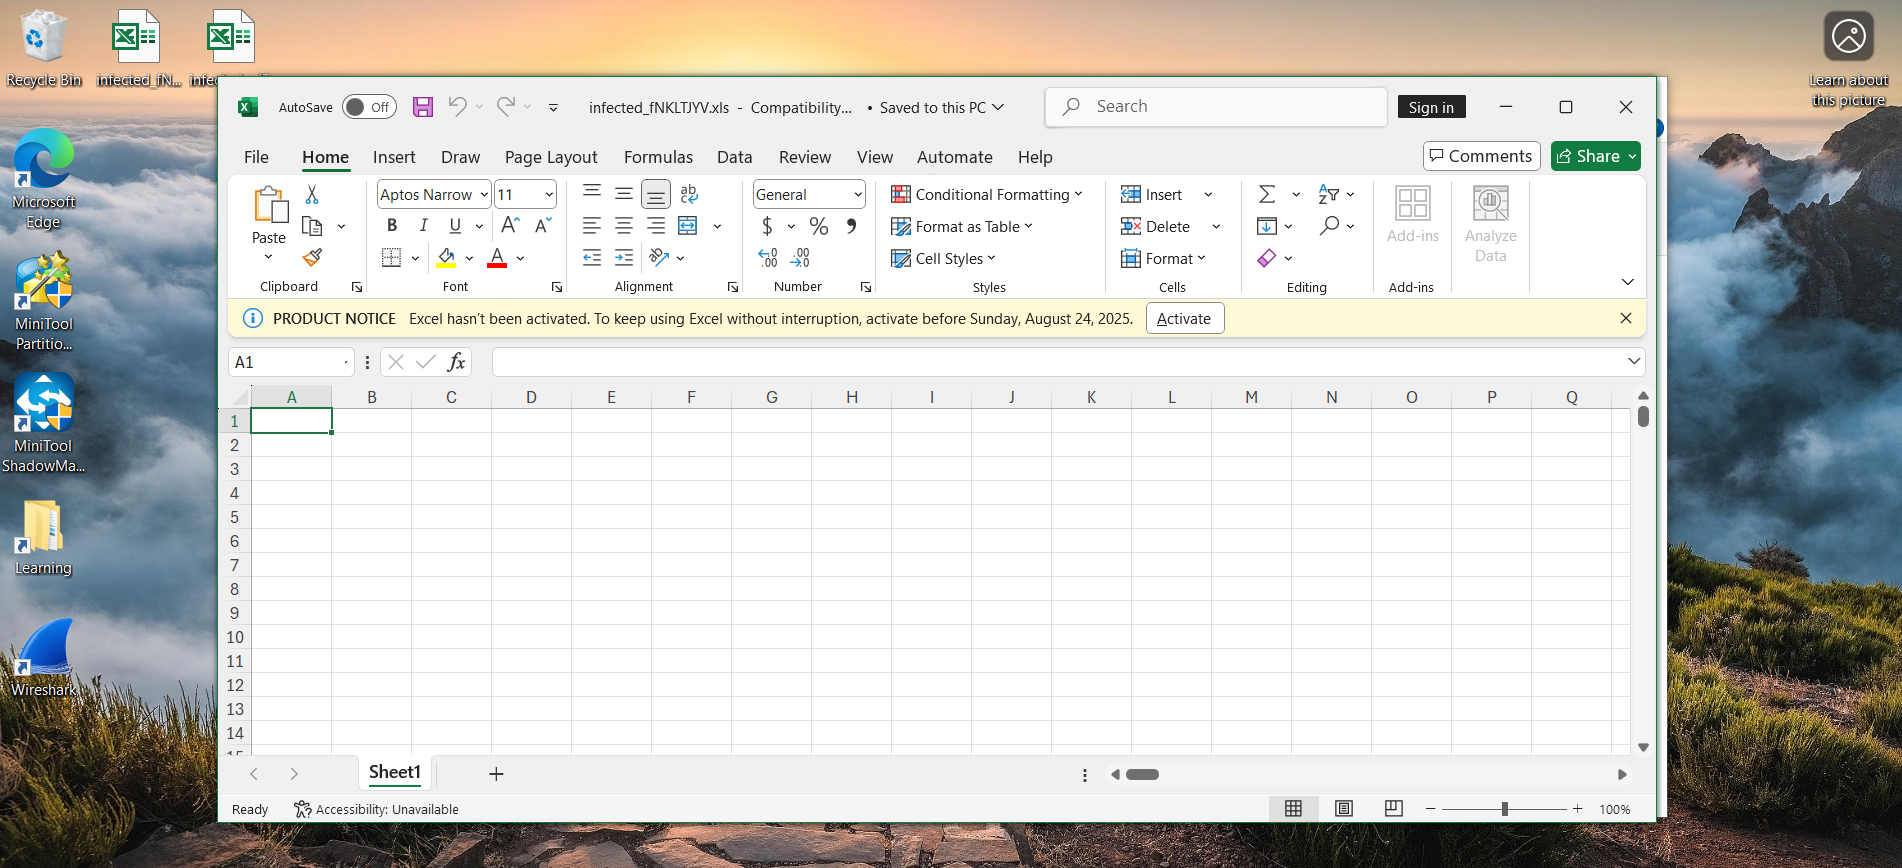 Recycle Bin
infected_fN...
Learn about
this picture
Microsoft
Edge
MiniTool
Partitio...
MiniTool
ShadowMa...
Learning
Wireshark
AutoSave Off
infected_fNKLTJYV.xls - Compatibility... • Saved to this PC
Search
Sign in
File Home Insert Draw Page Layout Formulas Data Review View Automate Help
Comments Share
Paste
Clipboard
Aptos Narrow 11
B I U A A
A
Font
ab
Alignment
General
$ % 9
.00 .00
Number
Conditional Formatting
Format as Table
Cell Styles
Styles
Insert
Delete
Format
Cells
Editing
Add-ins
Add-ins
Analyze
Data
PRODUCT NOTICE Excel hasn't been activated. To keep using Excel without interruption, activate before Sunday, August 24, 2025. Activate
A1 fx
A B C D E F G H I J K L M N O P Q
1
2
3
4
5
6
7
8
9
10
11
12
13
14
15
Sheet1
Ready Accessibility: Unavailable 100%